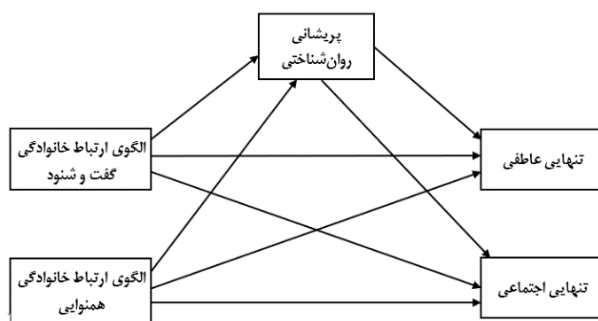 پریشانی
روان‌شناختی
الگوی ارتباط خانوادگی
گفت و شنود
تنهایی عاطفی
الگوی ارتباط خانوادگی
همنوایی
تنهایی اجتماعی